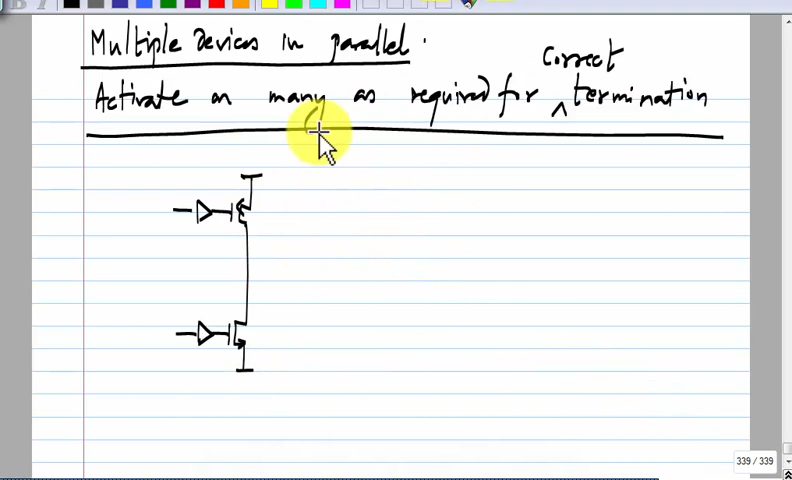 Multiple devices in parallel.
Activate as many as required for ^ correct termination
339 / 339